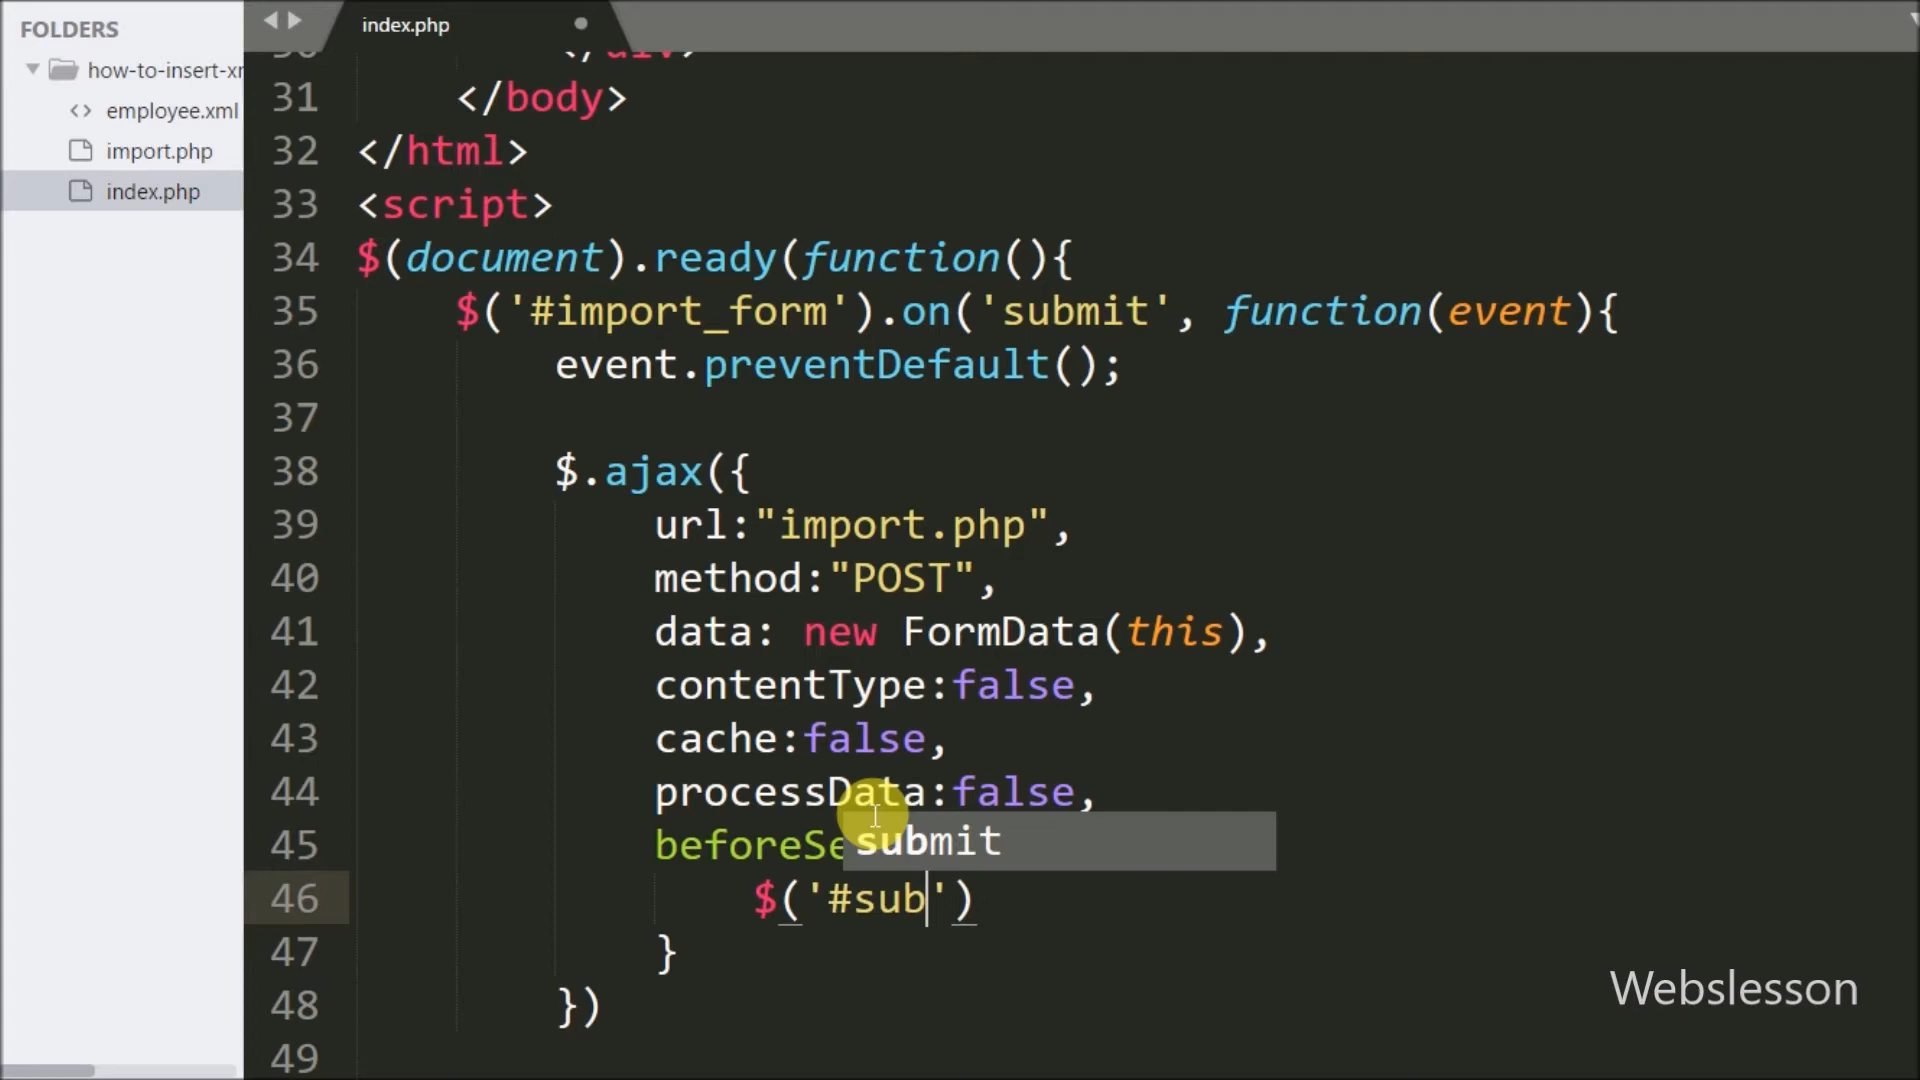 FOLDERS
how-to-insert-x
employee.xml
import.php
index.php
index.php
30 </div>
31 </body>
32 </html>
33 <script>
34 $(document).ready(function(){
35 $('#import_form').on('submit', function(event){
36 event.preventDefault();
37
38 $.ajax({
39 url:"import.php",
40 method:"POST",
41 data: new FormData(this),
42 contentType:false,
43 cache:false,
44 processData:false,
45 beforeSe
submit
46 $('#sub')
47 }
48 })
49
Webslesson